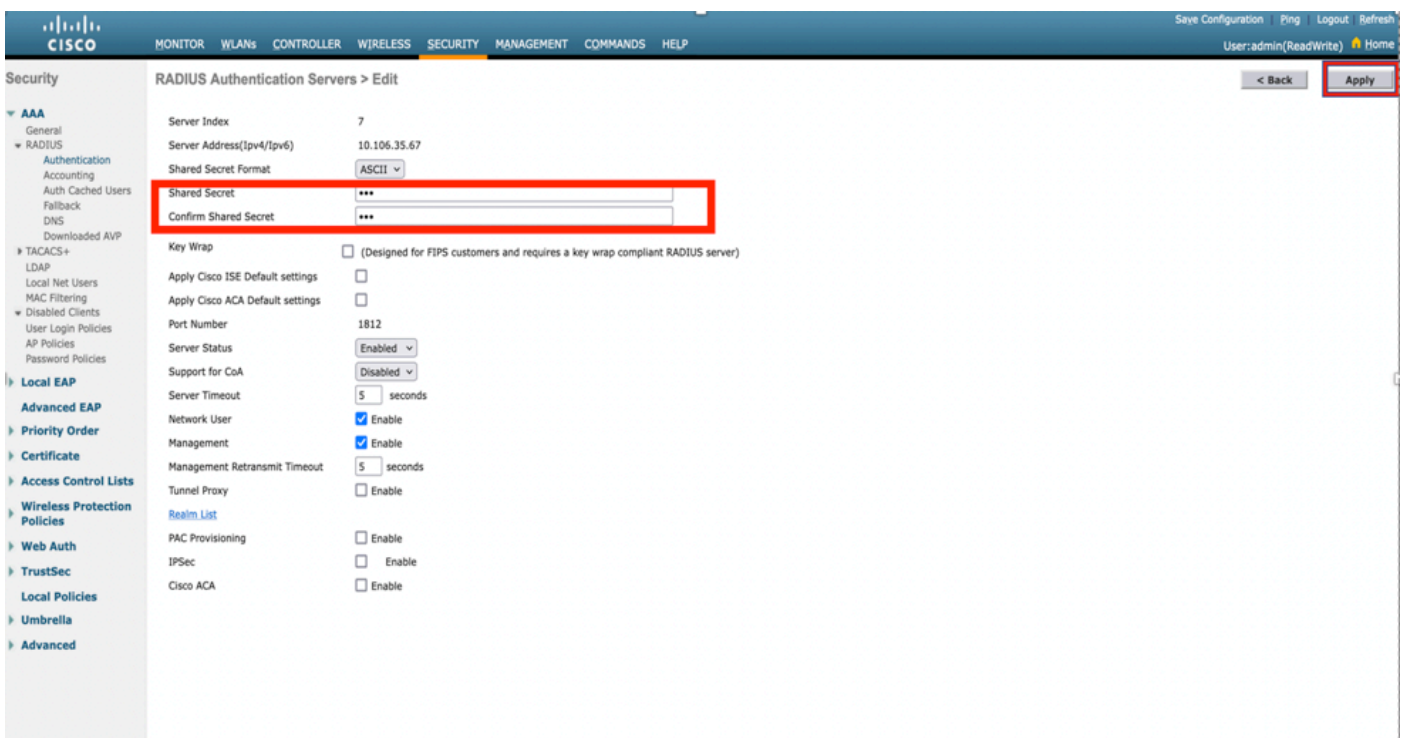 Save Configuration Ping Logout Refresh
CISCO MONITOR WLANs CONTROLLER WIRELESS SECURITY MANAGEMENT COMMANDS HELP User:admin(ReadWrite) Home
Security
AAA
General
RADIUS
Authentication
Accounting
Auth Cached Users
Fallback
DNS
Downloaded AVP
TACACS+
LDAP
Local Net Users
MAC Filtering
Disabled Clients
User Login Policies
AP Policies
Password Policies
Local EAP
Advanced EAP
Priority Order
Certificate
Access Control Lists
Wireless Protection
Policies
Web Auth
TrustSec
Local Policies
Umbrella
Advanced
RADIUS Authentication Servers > Edit < Back Apply
Server Index 7
Server Address(Ipv4/Ipv6) 10.106.35.67
Shared Secret Format ASCII
Shared Secret •••
Confirm Shared Secret •••
Key Wrap (Designed for FIPS customers and requires a key wrap compliant RADIUS server)
Apply Cisco ISE Default settings
Apply Cisco ACA Default settings
Port Number 1812
Server Status Enabled
Support for CoA Disabled
Server Timeout 5 seconds
Network User Enable
Management Enable
Management Retransmit Timeout 5 seconds
Tunnel Proxy Enable
Realm List
PAC Provisioning Enable
IPSec Enable
Cisco ACA Enable